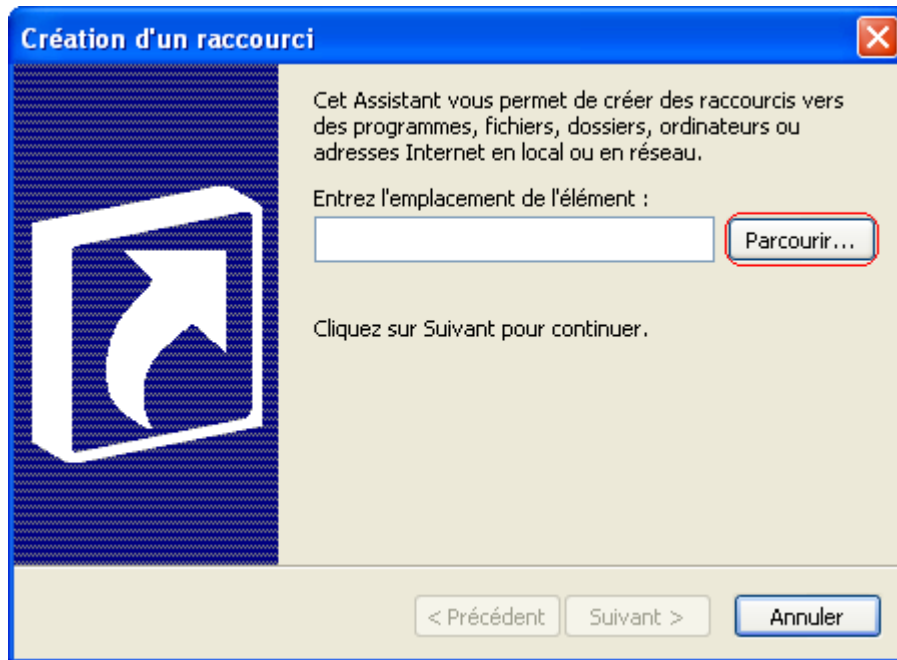 Création d'un raccourci
Cet Assistant vous permet de créer des raccourcis vers
des programmes, fichiers, dossiers, ordinateurs ou
adresses Internet en local ou en réseau.
Entrez l'emplacement de l'élément :
Parcourir...
Cliquez sur Suivant pour continuer.
< Précédent Suivant > Annuler